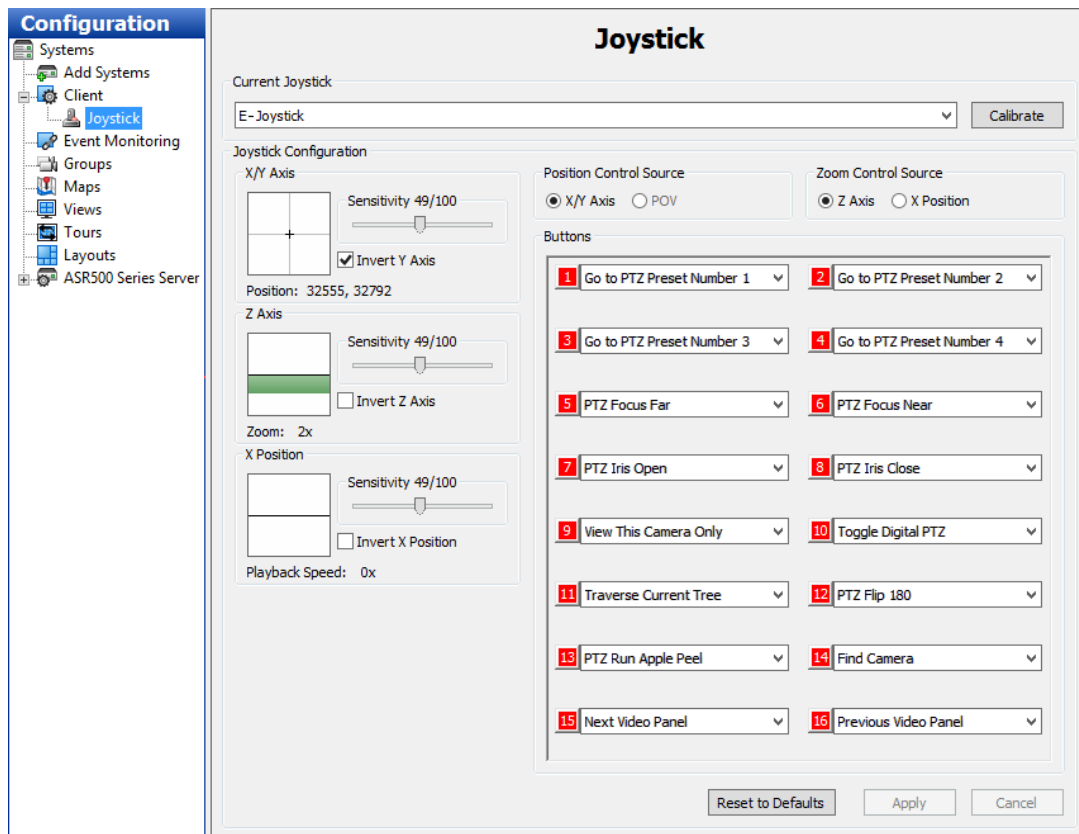 Configuration
Systems
Add Systems
Client
Joystick
Event Monitoring
Groups
Maps
Views
Tours
Layouts
ASR500 Series Server
Joystick
Current Joystick
E-Joystick
Calibrate
Joystick Configuration
X/Y Axis
Sensitivity 49/100
Invert Y Axis
Position: 32555, 32792
Z Axis
Sensitivity 49/100
Invert Z Axis
Zoom: 2x
X Position
Sensitivity 49/100
Invert X Position
Playback Speed: 0x
Position Control Source
X/Y Axis POV
Zoom Control Source
Z Axis X Position
Buttons
1 Go to PTZ Preset Number 1 2 Go to PTZ Preset Number 2
3 Go to PTZ Preset Number 3 4 Go to PTZ Preset Number 4
5 PTZ Focus Far 6 PTZ Focus Near
7 PTZ Iris Open 8 PTZ Iris Close
9 View This Camera Only 10 Toggle Digital PTZ
11 Traverse Current Tree 12 PTZ Flip 180
13 PTZ Run Apple Peel 14 Find Camera
15 Next Video Panel 16 Previous Video Panel
Reset to Defaults Apply Cancel